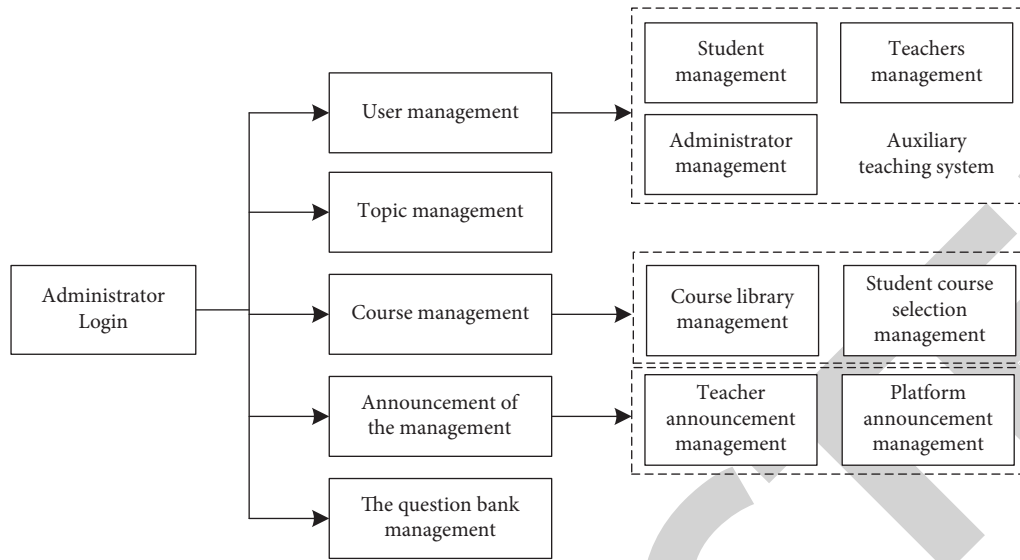 Student
management
Teachers
management
User management
Administrator
management
Auxiliary
teaching system
Topic management
Administrator
Login
Course management
Course library
management
Student course
selection
management
Announcement of
the management
Teacher
announcement
management
Platform
announcement
management
The question bank
management